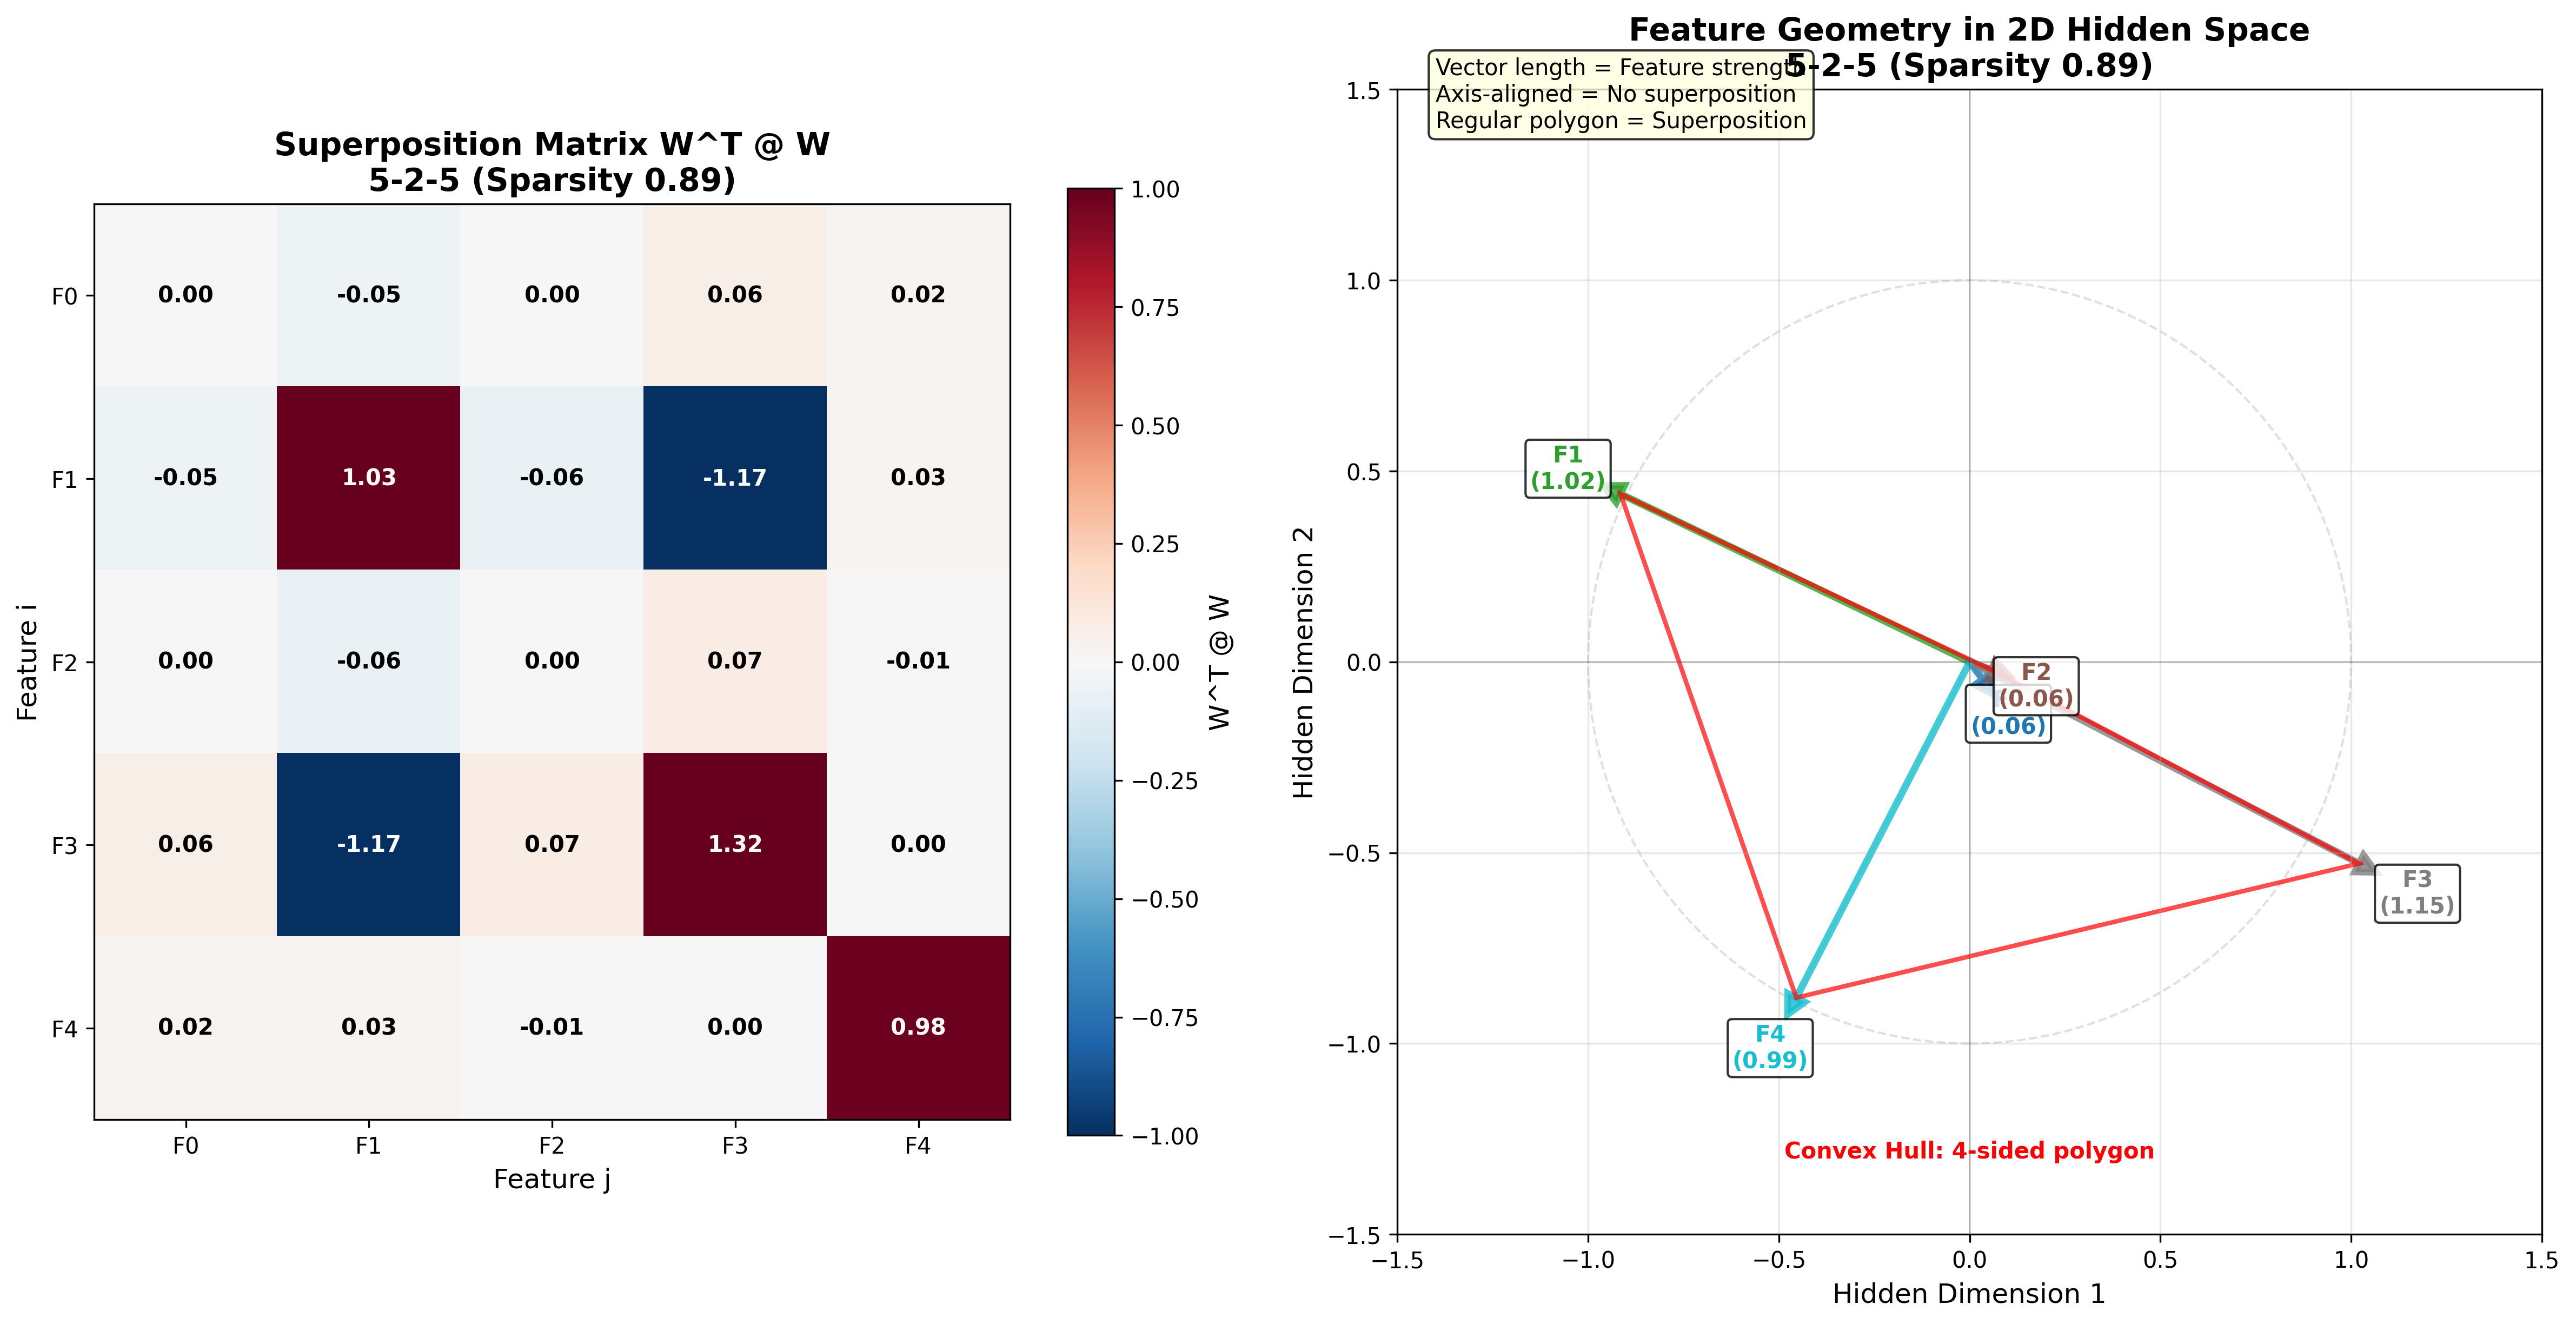 Superposition Matrix W^T @ W
5-2-5 (Sparsity 0.89)
F0
F1
F2
F3
F4
Feature i
0.00 -0.05 0.00 0.06 0.02
-0.05 1.03 -0.06 -1.17 0.03
0.00 -0.06 0.00 0.07 -0.01
0.06 -1.17 0.07 1.32 0.00
0.02 0.03 -0.01 0.00 0.98
F0 F1 F2 F3 F4
Feature j
1.00
0.75
0.50
0.25
0.00
−0.25
−0.50
−0.75
−1.00
W^T @ W
Feature Geometry in 2D Hidden Space
5-2-5 (Sparsity 0.89)
Vector length = Feature strength
Axis-aligned = No superposition
Regular polygon = Superposition
1.5
1.0
0.5
0.0
−0.5
−1.0
−1.5
Hidden Dimension 2
F1
(1.02)
F2
(0.06)
(0.06)
F3
(1.15)
F4
(0.99)
Convex Hull: 4-sided polygon
−1.5 −1.0 −0.5 0.0 0.5 1.0 1.5
Hidden Dimension 1